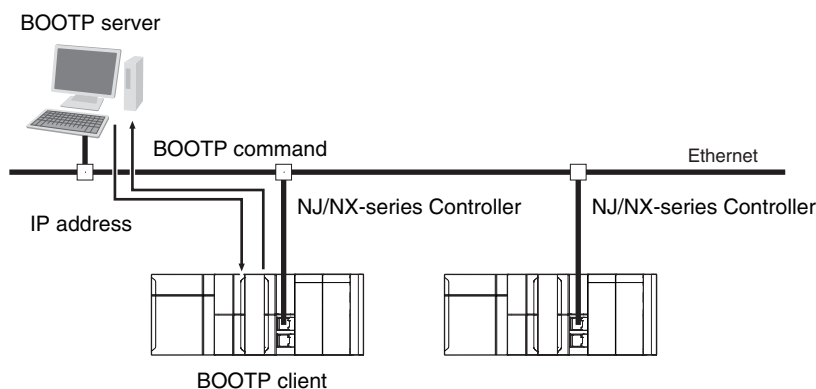 BOOTP server
BOOTP command
Ethernet
IP address
NJ/NX-series Controller
NJ/NX-series Controller
BOOTP client